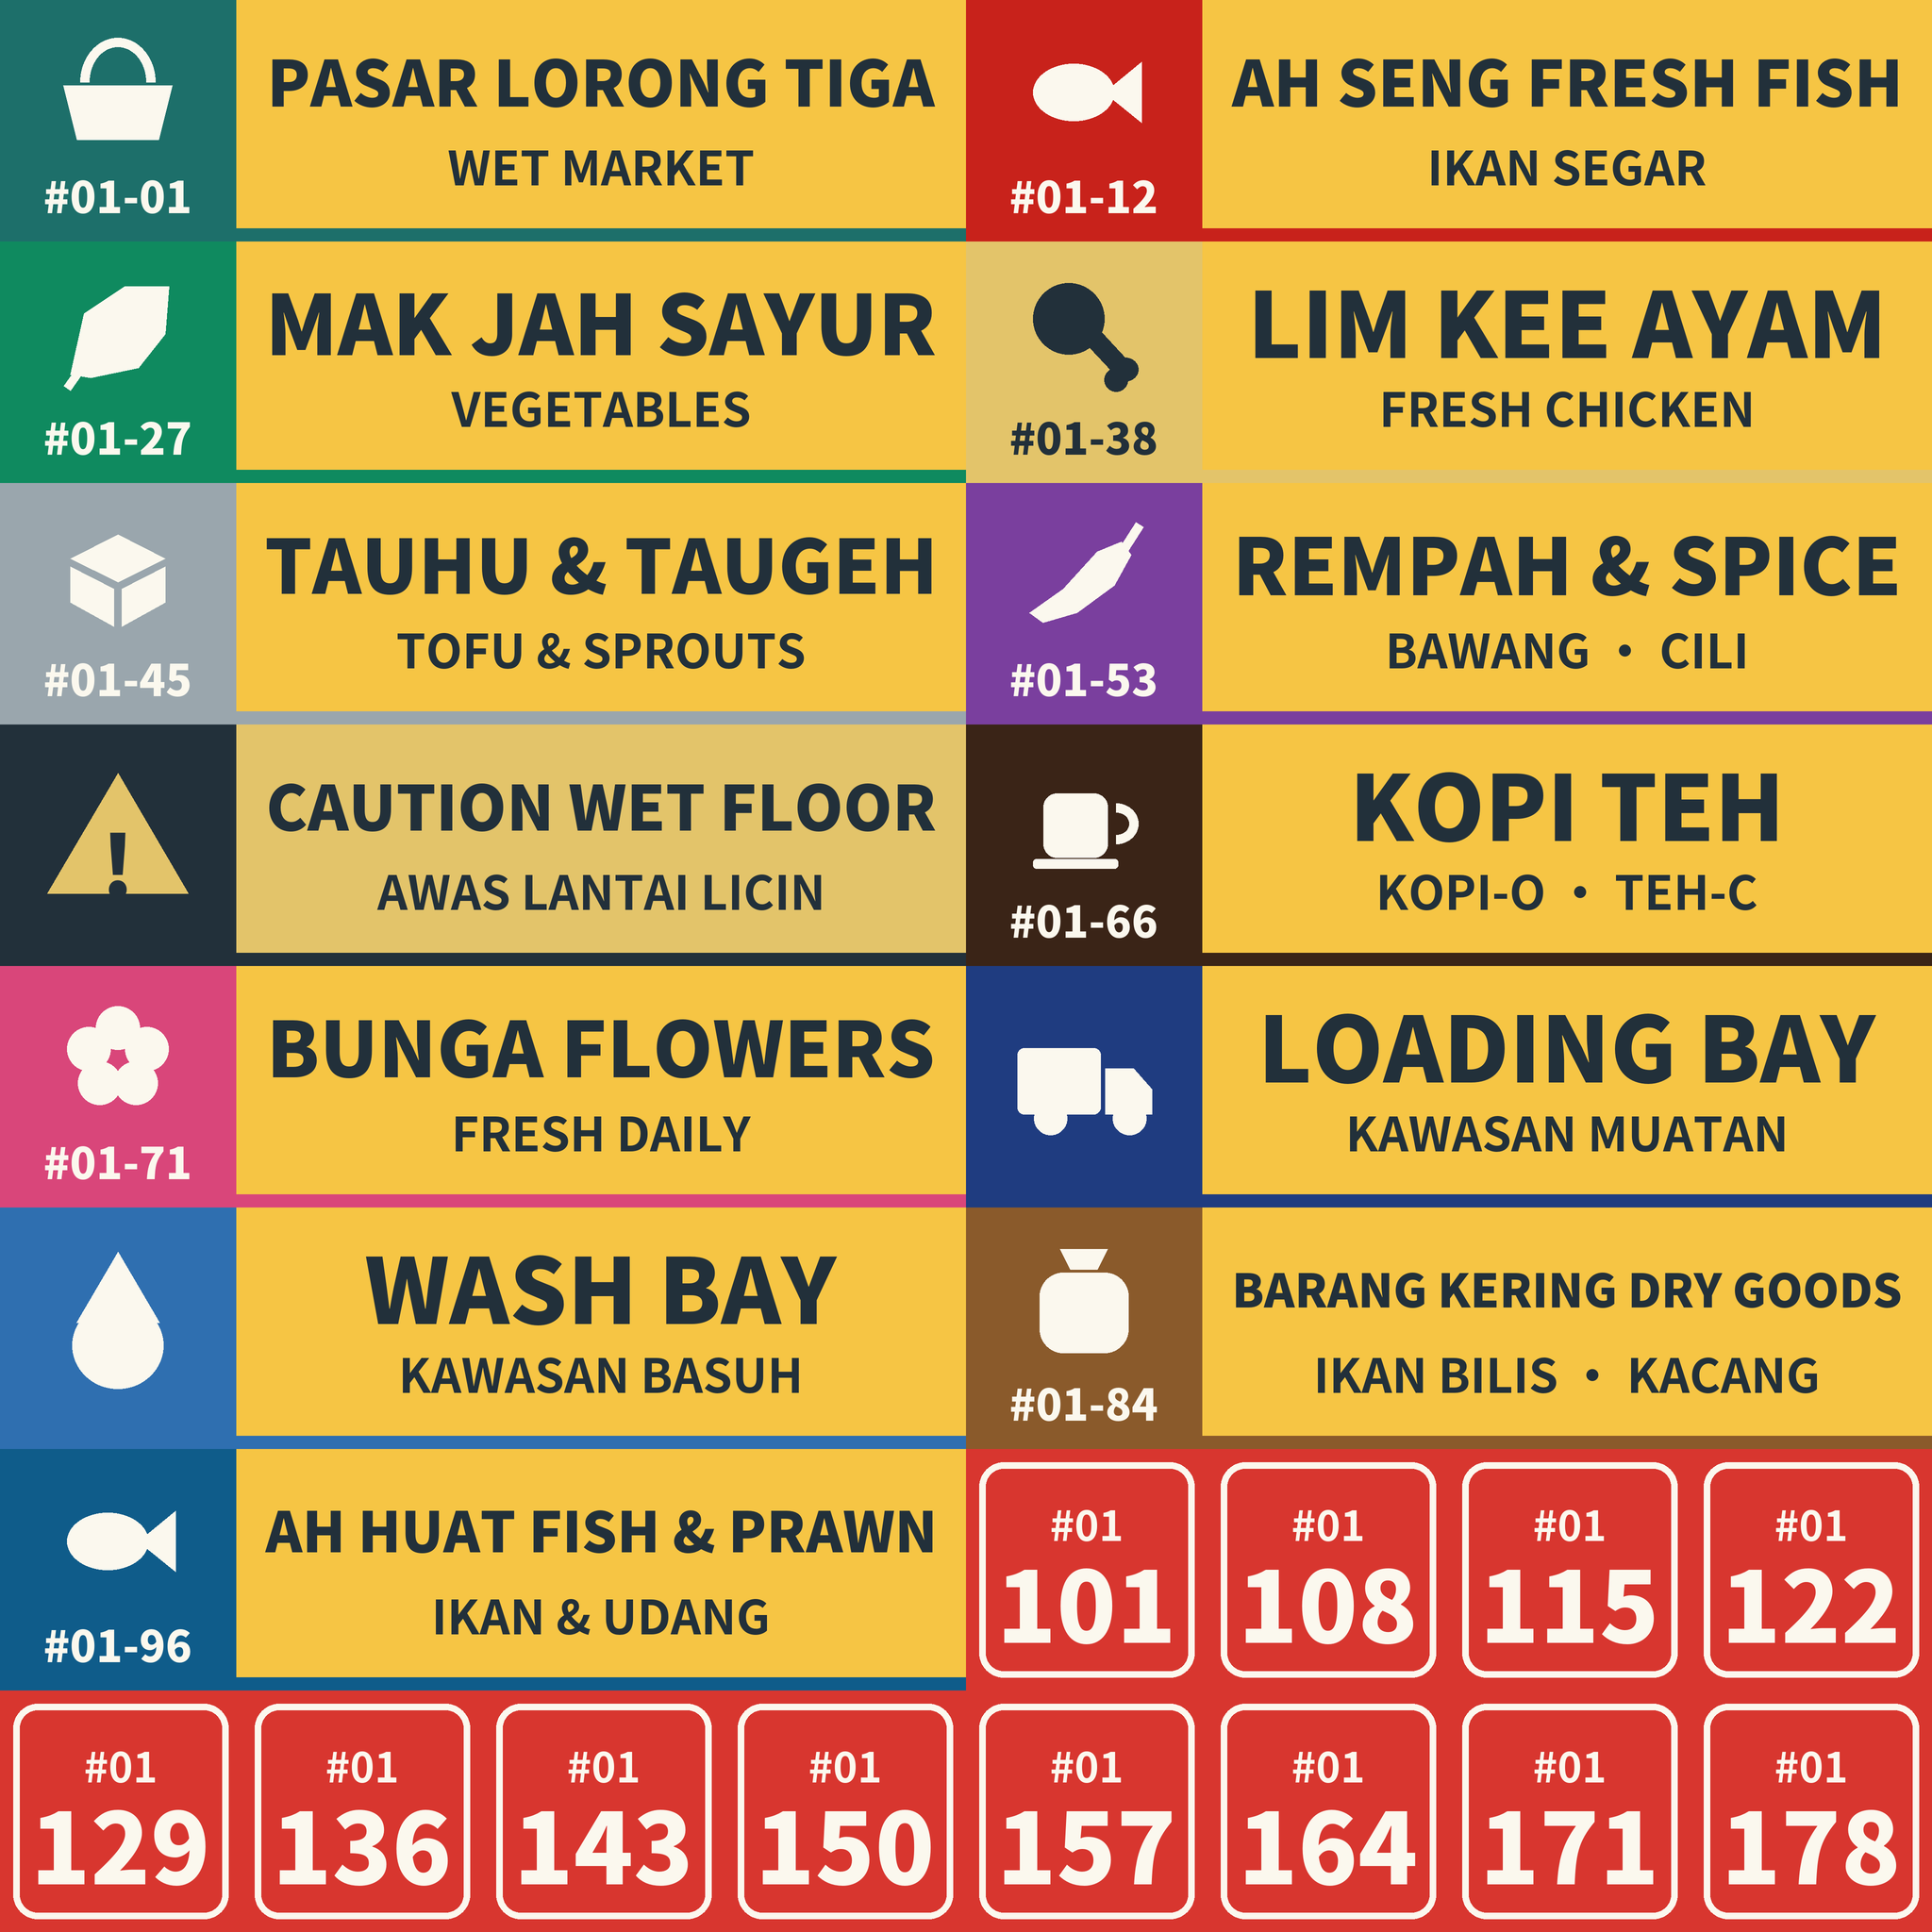 #01-01
PASAR LORONG TIGA
WET MARKET
#01-12
AH SENG FRESH FISH
IKAN SEGAR
#01-27
MAK JAH SAYUR
VEGETABLES
#01-38
LIM KEE AYAM
FRESH CHICKEN
#01-45
TAUHU & TAUGEH
TOFU & SPROUTS
#01-53
REMPAH & SPICE
BAWANG • CILI
!
CAUTION WET FLOOR
AWAS LANTAI LICIN
#01-66
KOPI TEH
KOPI-O • TEH-C
#01-71
BUNGA FLOWERS
FRESH DAILY
LOADING BAY
KAWASAN MUATAN
WASH BAY
KAWASAN BASUH
#01-84
BARANG KERING DRY GOODS
IKAN BILIS • KACANG
#01-96
AH HUAT FISH & PRAWN
IKAN & UDANG
#01
101
#01
108
#01
115
#01
122
#01
129
#01
136
#01
143
#01
150
#01
157
#01
164
#01
171
#01
178